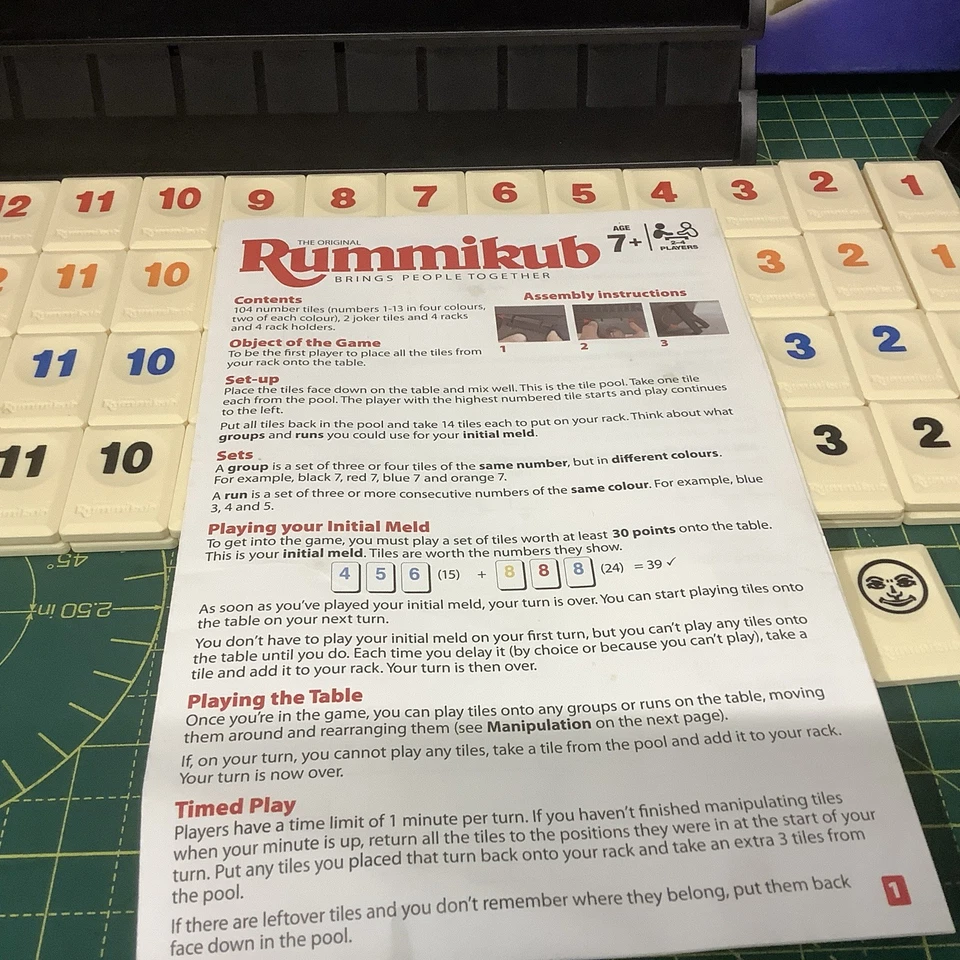 12 11 10 9 8 7 6 5 4 3 2 1
11 10 3 2 1
11 10 3 2
11 10 3 2
THE ORIGINAL
Rummikub
BRINGS PEOPLE TOGETHER
AGE
7+
2-4
PLAYERS
Contents
104 number tiles (numbers 1-13 in four colours,
two of each colour), 2 joker tiles and 4 racks
and 4 rack holders.
Assembly instructions
1 2 3
Object of the Game
To be the first player to place all the tiles from
your rack onto the table.
Set-up
Place the tiles face down on the table and mix well. This is the tile pool. Take one tile
each from the pool. The player with the highest numbered tile starts and play continues
to the left.
Put all tiles back in the pool and take 14 tiles each to put on your rack. Think about what
groups and runs you could use for your initial meld.
Sets
A group is a set of three or four tiles of the same number, but in different colours.
For example, black 7, red 7, blue 7 and orange 7.
A run is a set of three or more consecutive numbers of the same colour. For example, blue
3, 4 and 5.
Playing your Initial Meld
To get into the game, you must play a set of tiles worth at least 30 points onto the table.
This is your initial meld. Tiles are worth the numbers they show.
4 5 6 (15) + 8 8 8 (24) = 39 ✓
As soon as you've played your initial meld, your turn is over. You can start playing tiles onto
the table on your next turn.
You don't have to play your initial meld on your first turn, but you can't play any tiles onto
the table until you do. Each time you delay it (by choice or because you can't play), take a
tile and add it to your rack. Your turn is then over.
Playing the Table
Once you're in the game, you can play tiles onto any groups or runs on the table, moving
them around and rearranging them (see Manipulation on the next page).
If, on your turn, you cannot play any tiles, take a tile from the pool and add it to your rack.
Your turn is now over.
Timed Play
Players have a time limit of 1 minute per turn. If you haven't finished manipulating tiles
when your minute is up, return all the tiles to the positions they were in at the start of your
turn. Put any tiles you placed that turn back onto your rack and take an extra 3 tiles from
the pool.
If there are leftover tiles and you don't remember where they belong, put them back
face down in the pool.
1
45°
2.50 in